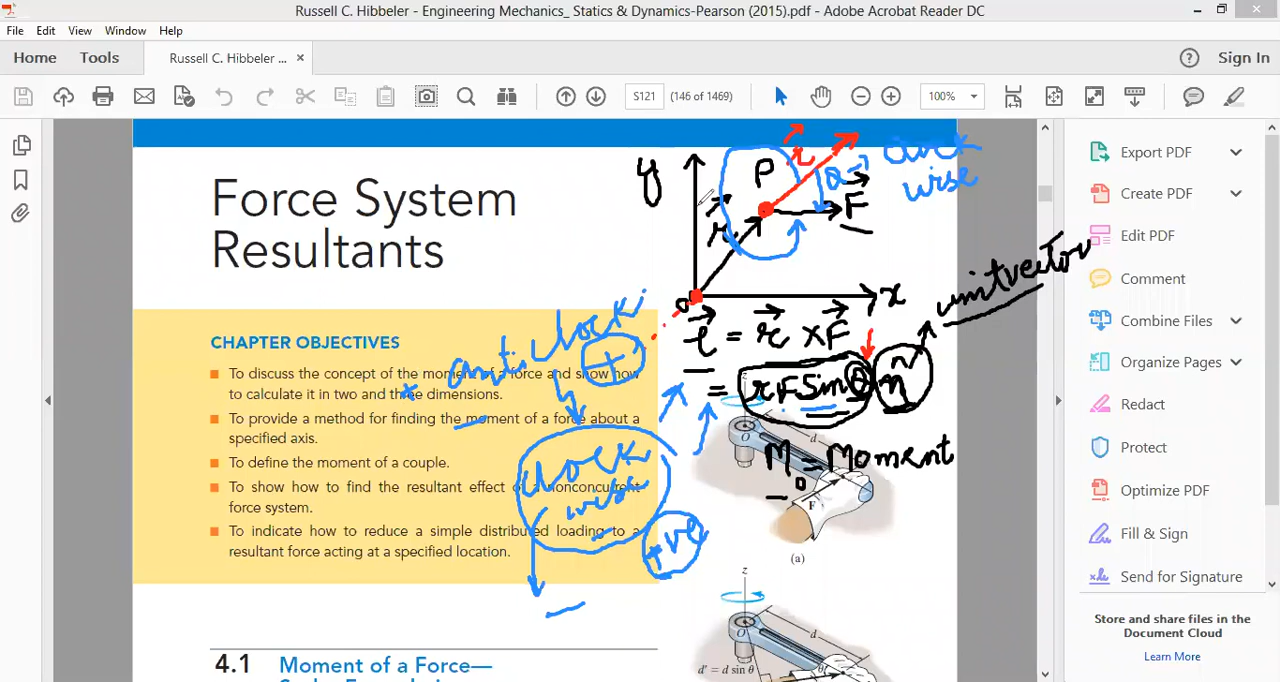 Russell C. Hibbeler - Engineering Mechanics_ Statics & Dynamics-Pearson (2015).pdf - Adobe Acrobat Reader DC
File Edit View Window Help
Home Tools Russell C. Hibbeler ... × Sign In
S121 (146 of 1469) 100%
Force System
Resultants
CHAPTER OBJECTIVES
To discuss the concept of the moment of a force and show how
to calculate it in two and three dimensions.
To provide a method for finding the moment of a force about a
specified axis.
To define the moment of a couple.
To show how to find the resultant effect of a nonconcurrent
force system.
To indicate how to reduce a simple distributed loading to a
resultant force acting at a specified location.
4.1 Moment of a Force—
y
P
r
clock
wise
F
r
o
x
unit vector
τ = r × F
= r F Sin θ n̂
M₀ = Moment
anti clock
+
clock
wise
+ve
−
z
O
d
F
(a)
z
O
d
d' = d sin θ
θ
Export PDF
Create PDF
Edit PDF
Comment
Combine Files
Organize Pages
Redact
Protect
Optimize PDF
Fill & Sign
Send for Signature
Store and share files in the
Document Cloud
Learn More